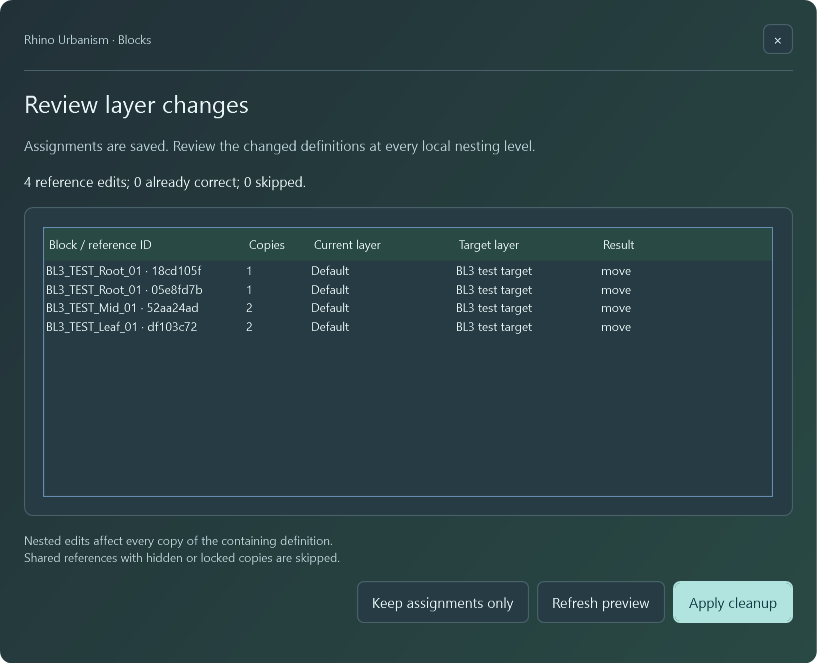 Rhino Urbanism · Blocks
×
Review layer changes
Assignments are saved. Review the changed definitions at every local nesting level.
4 reference edits; 0 already correct; 0 skipped.
Block / reference ID Copies Current layer Target layer Result
BL3_TEST_Root_01 · 18cd105f 1 Default BL3 test target move
BL3_TEST_Root_01 · 05e8fd7b 1 Default BL3 test target move
BL3_TEST_Mid_01 · 52aa24ad 2 Default BL3 test target move
BL3_TEST_Leaf_01 · df103c72 2 Default BL3 test target move
Nested edits affect every copy of the containing definition.
Shared references with hidden or locked copies are skipped.
Keep assignments only Refresh preview Apply cleanup